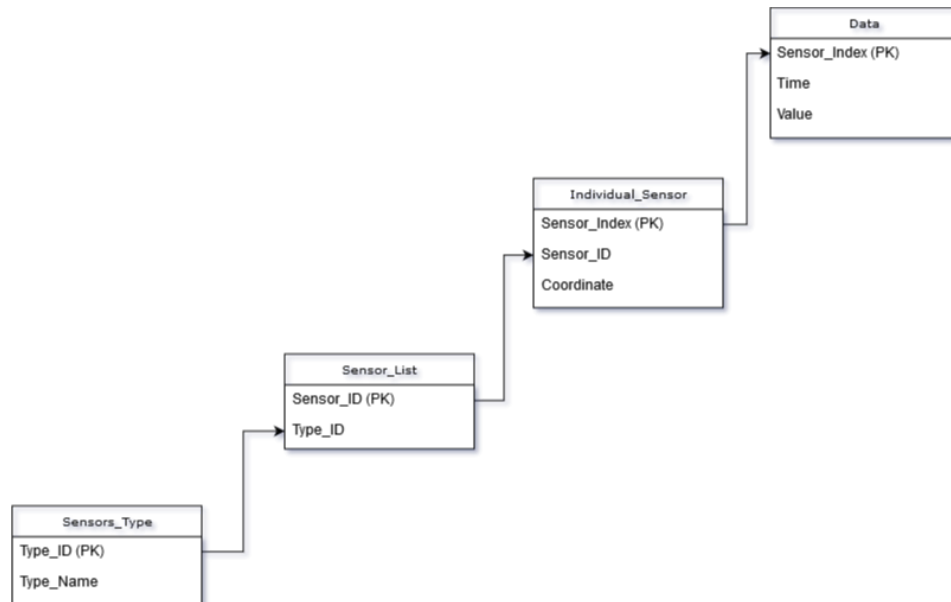 Data
Sensor_Index (PK)
Time
Value
Individual_Sensor
Sensor_Index (PK)
Sensor_ID
Coordinate
Sensor_List
Sensor_ID (PK)
Type_ID
Sensors_Type
Type_ID (PK)
Type_Name